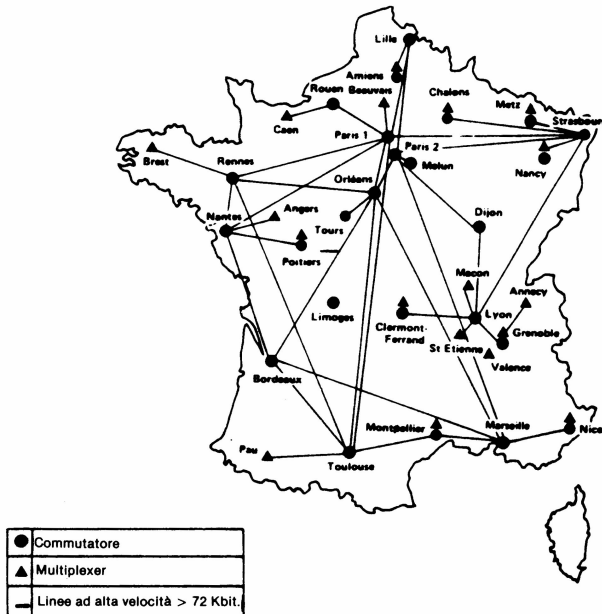 Lille
Amiens
Beauvais
Rouen
Chalons
Metz
Strasbourg
Caen
Paris 1
Paris 2
Melun
Nancy
Brest
Rennes
Orléans
Nantes
Angers
Tours
Dijon
Poitiers
Macon
Annecy
Limoges
Lyon
Clermont-
Ferrand
Grenoble
St Etienne
Valence
Bordeaux
Montpellier
Marseille
Nice
Pau
Toulouse
Commutatore
Multiplexer
Linee ad alta velocità > 72 Kbit.